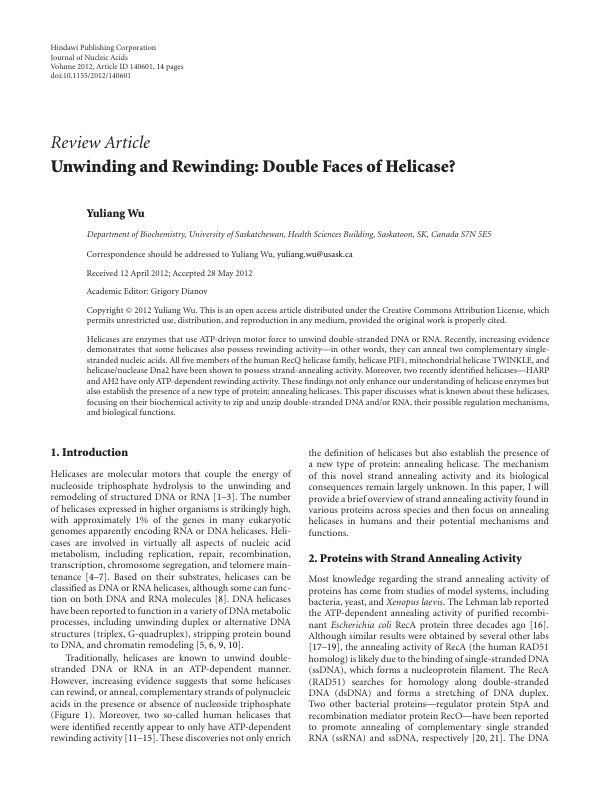 Hindawi Publishing Corporation
Journal of Nucleic Acids
Volume 2012, Article ID 140601, 14 pages
doi:10.1155/2012/140601
Review Article
Unwinding and Rewinding: Double Faces of Helicase?
Yuliang Wu
Department of Biochemistry, University of Saskatchewan, Health Sciences Building, Saskatoon, SK, Canada S7N 5E5
Correspondence should be addressed to Yuliang Wu, yuliang.wu@usask.ca
Received 12 April 2012; Accepted 28 May 2012
Academic Editor: Grigory Dianov
Copyright © 2012 Yuliang Wu. This is an open access article distributed under the Creative Commons Attribution License, which
permits unrestricted use, distribution, and reproduction in any medium, provided the original work is properly cited.
Helicases are enzymes that use ATP-driven motor force to unwind double-stranded DNA or RNA. Recently, increasing evidence
demonstrates that some helicases also possess rewinding activity—in other words, they can anneal two complementary single-
stranded nucleic acids. All five members of the human RecQ helicase family, helicase PIF1, mitochondrial helicase TWINKLE, and
helicase/nuclease Dna2 have been shown to possess strand-annealing activity. Moreover, two recently identified helicases—HARP
and AH2 have only ATP-dependent rewinding activity. These findings not only enhance our understanding of helicase enzymes but
also establish the presence of a new type of protein: annealing helicases. This paper discusses what is known about these helicases,
focusing on their biochemical activity to zip and unzip double-stranded DNA and/or RNA, their possible regulation mechanisms,
and biological functions.
1. Introduction
Helicases are molecular motors that couple the energy of
nucleoside triphosphate hydrolysis to the unwinding and
remodeling of structured DNA or RNA [1–3]. The number
of helicases expressed in higher organisms is strikingly high,
with approximately 1% of the genes in many eukaryotic
genomes apparently encoding RNA or DNA helicases. Heli-
cases are involved in virtually all aspects of nucleic acid
metabolism, including replication, repair, recombination,
transcription, chromosome segregation, and telomere main-
tenance [4–7]. Based on their substrates, helicases can be
classified as DNA or RNA helicases, although some can func-
tion on both DNA and RNA molecules [8]. DNA helicases
have been reported to function in a variety of DNA metabolic
processes, including unwinding duplex or alternative DNA
structures (triplex, G-quadruplex), stripping protein bound
to DNA, and chromatin remodeling [5, 6, 9, 10].
Traditionally, helicases are known to unwind double-
stranded DNA or RNA in an ATP-dependent manner.
However, increasing evidence suggests that some helicases
can rewind, or anneal, complementary strands of polynucleic
acids in the presence or absence of nucleoside triphosphate
(Figure 1). Moreover, two so-called human helicases that
were identified recently appear to only have ATP-dependent
rewinding activity [11–15]. These discoveries not only enrich
the definition of helicases but also establish the presence of
a new type of protein: annealing helicase. The mechanism
of this novel strand annealing activity and its biological
consequences remain largely unknown. In this paper, I will
provide a brief overview of strand annealing activity found in
various proteins across species and then focus on annealing
helicases in humans and their potential mechanisms and
functions.
2. Proteins with Strand Annealing Activity
Most knowledge regarding the strand annealing activity of
proteins has come from studies of model systems, including
bacteria, yeast, and Xenopus laevis. The Lehman lab reported
the ATP-dependent annealing activity of purified recombi-
nant Escherichia coli RecA protein three decades ago [16].
Although similar results were obtained by several other labs
[17–19], the annealing activity of RecA (the human RAD51
homolog) is likely due to the binding of single-stranded DNA
(ssDNA), which forms a nucleoprotein filament. The RecA
(RAD51) searches for homology along double-stranded
DNA (dsDNA) and forms a stretching of DNA duplex.
Two other bacterial proteins—regulator protein StpA and
recombination mediator protein RecO—have been reported
to promote annealing of complementary single stranded
RNA (ssRNA) and ssDNA, respectively [20, 21]. The DNA